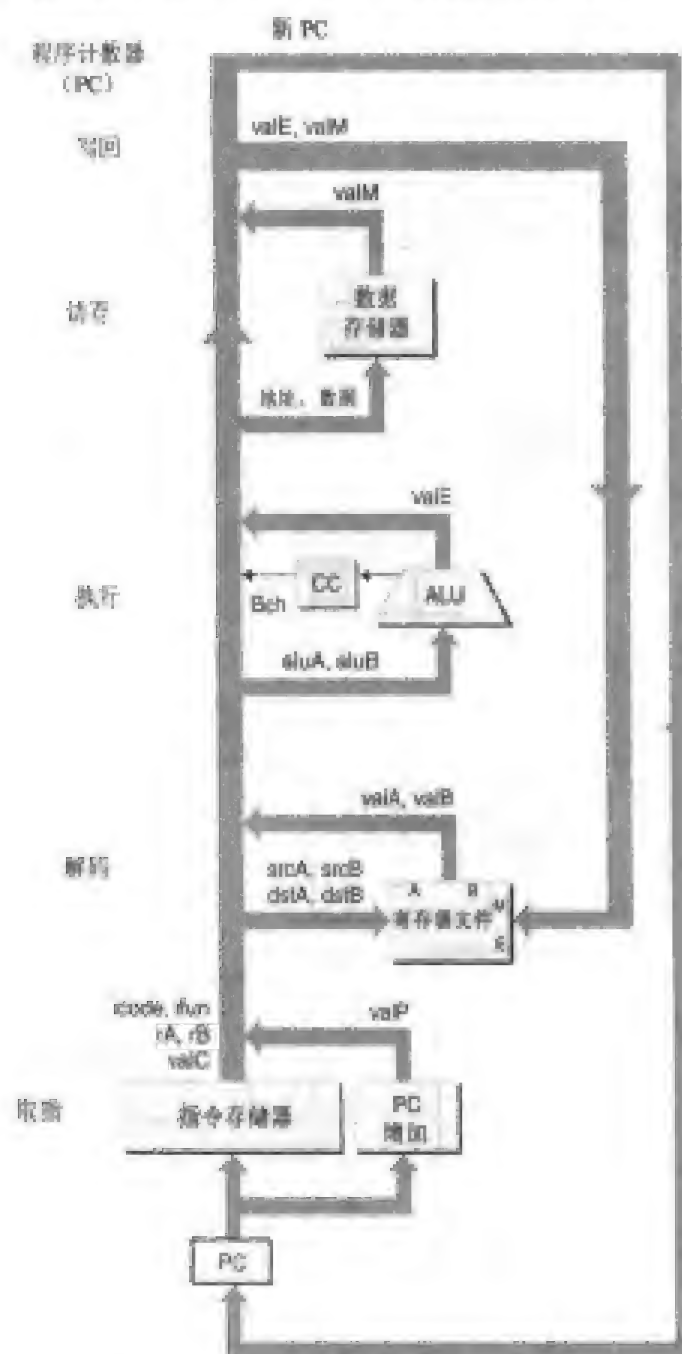 新 PC
程序计数器
（PC）
写回
valE, valM
valM
访存
数据
存储器
地址，数据
valE
执行
CC
ALU
Bch
aluA, aluB
valA, valB
解码
srcA, srcB
dstA, dstB
A B
M
寄存器文件
E
icode, ifun
rA, rB
valC
valP
取指
指令存储器
PC
增加
PC